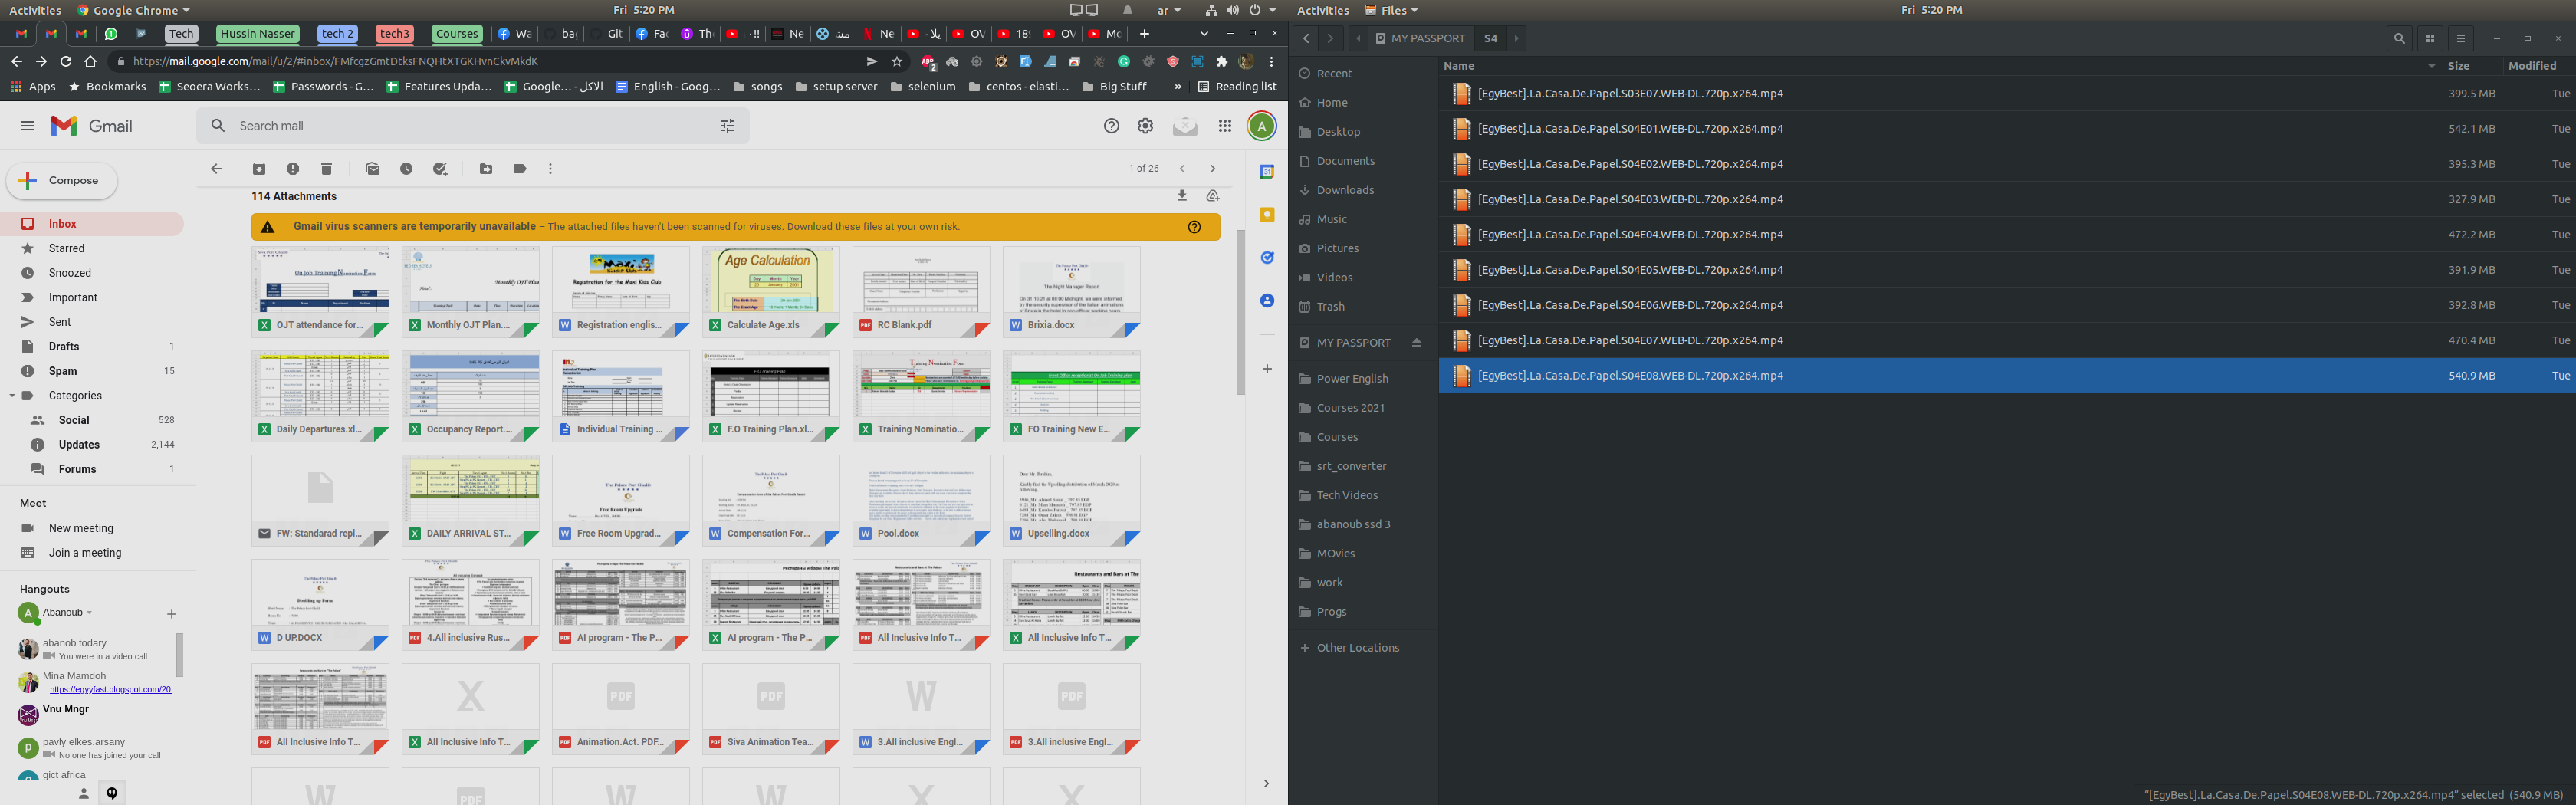 Activities Google Chrome Fri 5:20 PM ar
Tech Hussin Nasser tech 2 tech3 Courses
https://mail.google.com/mail/u/2/#inbox/FMfcgzGmtDtksFNQHtXTGKHvnCkvMkdK
Apps Bookmarks Seoera Works... Passwords - G... Features Upda... Google... - الاكل English - Goog... songs setup server selenium centos - elasti... Big Stuff » Reading list
Gmail Search mail A
Compose
1 of 26
Inbox
Starred
Snoozed
Important
Sent
Drafts 1
Spam 15
Categories
Social 528
Updates 2,144
Forums 1
Meet
New meeting
Join a meeting
Hangouts
Abanoub
abanob todary
You were in a video call
Mina Mamdoh
https://egyyfast.blogspot.com/20
Vnu Mngr
pavly elkes.arsany
No one has joined your call
gict africa
114 Attachments
Gmail virus scanners are temporarily unavailable – The attached files haven't been scanned for viruses. Download these files at your own risk.
On Job Training Nomination Form
Monthly OJT Plan
Registration for the Maxi Kids Club
Age Calculation
The Night Manager Report
OJT attendance for... Monthly OJT Plan.... Registration englis... Calculate Age.xls RC Blank.pdf Brixia.docx
Daily Departures.xl... Occupancy Report.... Individual Training ... F.O Training Plan.xl... Training Nominatio... FO Training New E...
FW: Standarad repl... DAILY ARRIVAL ST... Free Room Upgrad... Compensation For... Pool.docx Upselling.docx
D UP.DOCX 4.All inclusive Rus... AI program - The P... AI program - The P... All Inclusive Info T... All Inclusive Info T...
All Inclusive Info T... All Inclusive Info T... Animation.Act. PDF... Siva Animation Tea... 3.All inclusive Engl... 3.All inclusive Engl...
Activities Files Fri 5:20 PM
MY PASSPORT S4
Recent
Home
Desktop
Documents
Downloads
Music
Pictures
Videos
Trash
MY PASSPORT
Power English
Courses 2021
Courses
srt_converter
Tech Videos
abanoub ssd 3
MOvies
work
Progs
Other Locations
Name Size Modified
[EgyBest].La.Casa.De.Papel.S03E07.WEB-DL.720p.x264.mp4 399.5 MB Tue
[EgyBest].La.Casa.De.Papel.S04E01.WEB-DL.720p.x264.mp4 542.1 MB Tue
[EgyBest].La.Casa.De.Papel.S04E02.WEB-DL.720p.x264.mp4 395.3 MB Tue
[EgyBest].La.Casa.De.Papel.S04E03.WEB-DL.720p.x264.mp4 327.9 MB Tue
[EgyBest].La.Casa.De.Papel.S04E04.WEB-DL.720p.x264.mp4 472.2 MB Tue
[EgyBest].La.Casa.De.Papel.S04E05.WEB-DL.720p.x264.mp4 391.9 MB Tue
[EgyBest].La.Casa.De.Papel.S04E06.WEB-DL.720p.x264.mp4 392.8 MB Tue
[EgyBest].La.Casa.De.Papel.S04E07.WEB-DL.720p.x264.mp4 470.4 MB Tue
[EgyBest].La.Casa.De.Papel.S04E08.WEB-DL.720p.x264.mp4 540.9 MB Tue
"[EgyBest].La.Casa.De.Papel.S04E08.WEB-DL.720p.x264.mp4" selected (540.9 MB)